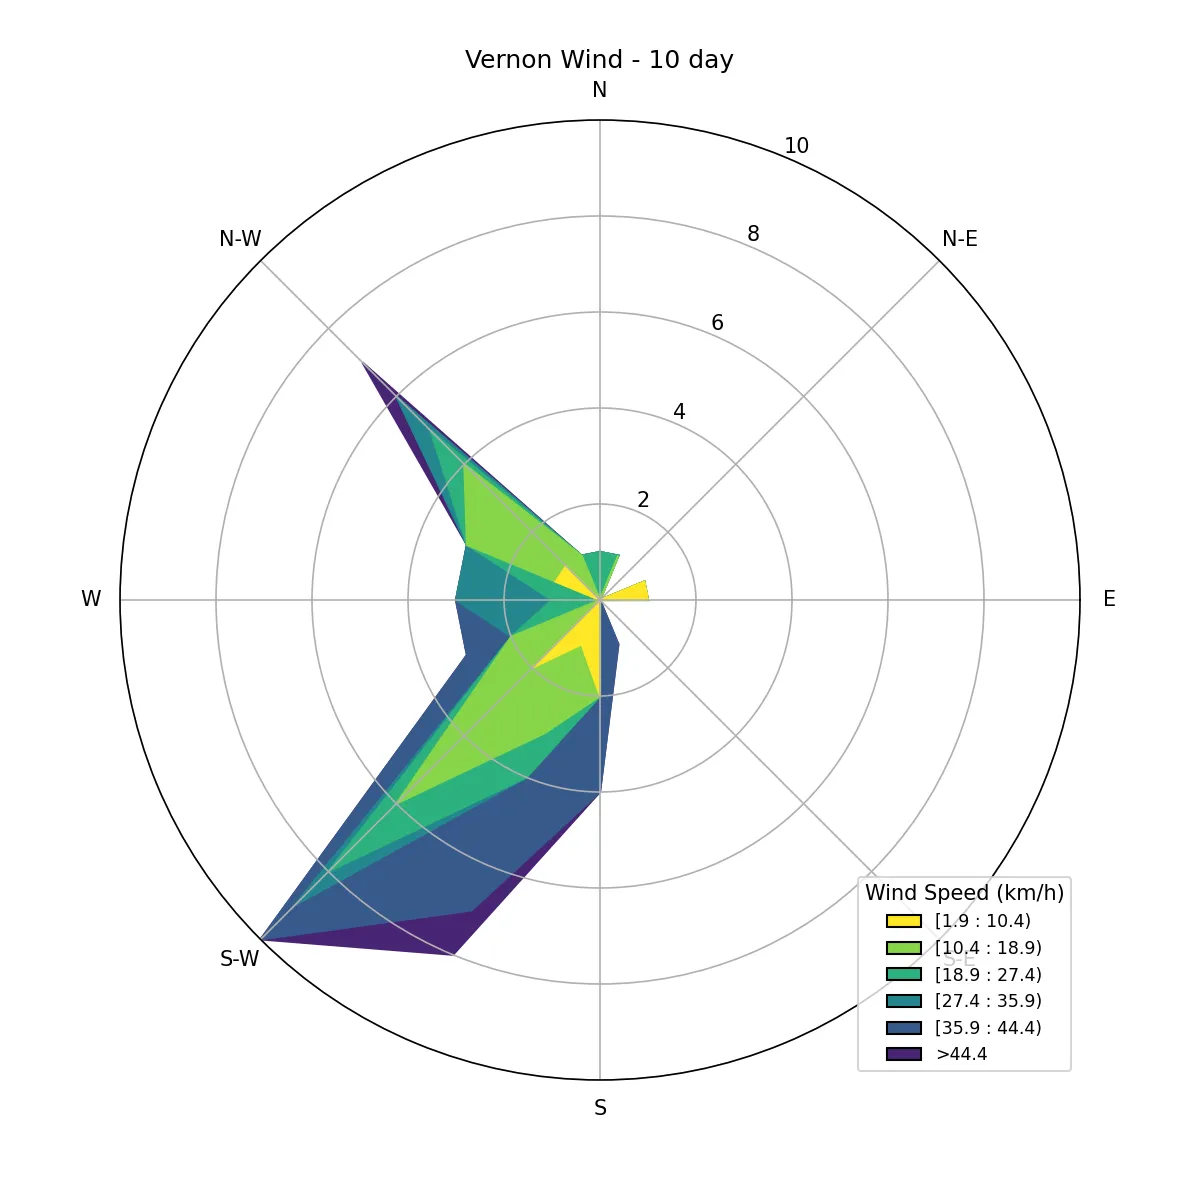 Vernon Wind - 10 day
N
10
N-W
8
N-E
6
4
2
W
E
S-W
S-E
S
Wind Speed (km/h)
[1.9 : 10.4)
[10.4 : 18.9)
[18.9 : 27.4)
[27.4 : 35.9)
[35.9 : 44.4)
>44.4